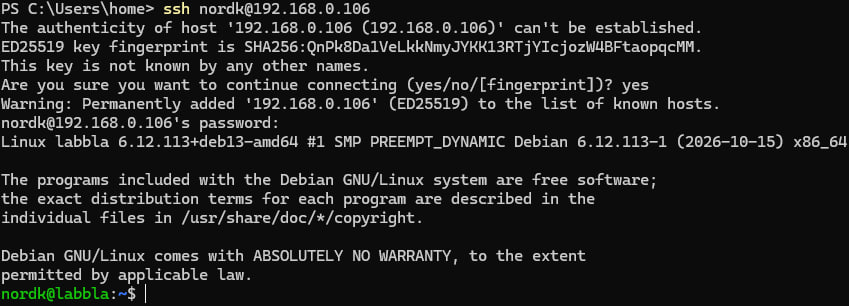 PS C:\Users\home> ssh nordk@192.168.0.106
The authenticity of host '192.168.0.106 (192.168.0.106)' can't be established.
ED25519 key fingerprint is SHA256:QnPk8Da1VeLkkNmyJYKK13RTjYIcjozW4BFtaopqcMM.
This key is not known by any other names.
Are you sure you want to continue connecting (yes/no/[fingerprint])? yes
Warning: Permanently added '192.168.0.106' (ED25519) to the list of known hosts.
nordk@192.168.0.106's password:
Linux labbla 6.12.113+deb13-amd64 #1 SMP PREEMPT_DYNAMIC Debian 6.12.113-1 (2026-10-15) x86_64
The programs included with the Debian GNU/Linux system are free software;
the exact distribution terms for each program are described in the
individual files in /usr/share/doc/*/copyright.
Debian GNU/Linux comes with ABSOLUTELY NO WARRANTY, to the extent
permitted by applicable law.
nordk@labbla:~$